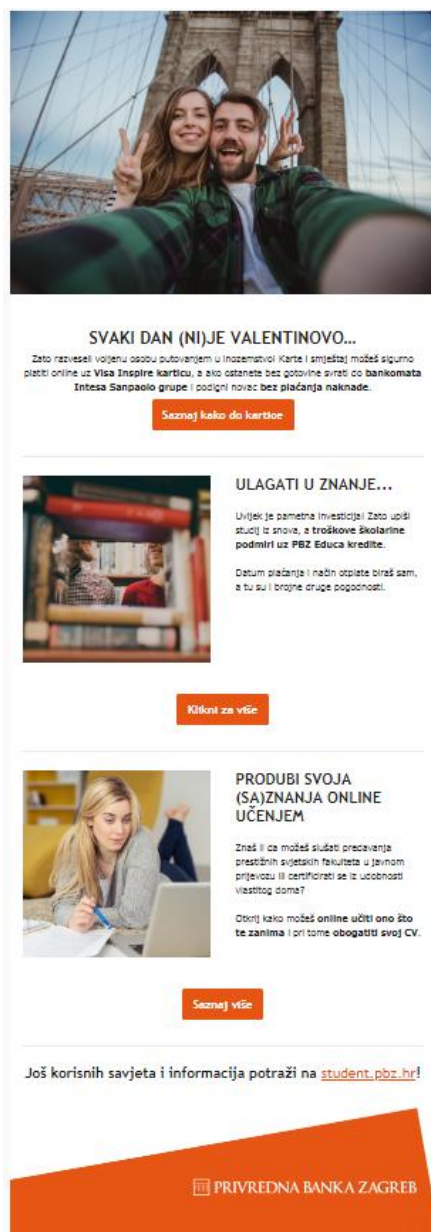 SVAKI DAN (NI)JE VALENTINOVO...
Zato razveseli voljenu osobu putovanjem u inozemstvo! Karte i smještaj možeš sigurno
platiti online uz Visa Inspire karticu, a ako ostanete bez gotovine svrati do bankomata
Intesa Sanpaolo grupe i podigni novac bez plaćanja naknade.
Saznaj kako do kartice
ULAGATI U ZNANJE...
Uvijek je pametna investicija! Zato upiši
studij iz snova, a troškove školarine
podmiri uz PBZ Educa kredite.
Datum plaćanja i način otplate biraš sam,
a tu su i brojne druge pogodnosti.
Klikni za više
PRODUBI SVOJA
(SA)ZNANJA ONLINE
UČENJEM
Znaš li da možeš slušati predavanja
prestižnih svjetskih fakulteta u javnom
prijevozu ili certificirati se iz udobnosti
vlastitog doma?
Otkrij kako možeš online učiti ono što
te zanima i pri tome obogatiti svoj CV.
Saznaj više
Još korisnih savjeta i informacija potraži na student.pbz.hr!
PRIVREDNA BANKA ZAGREB